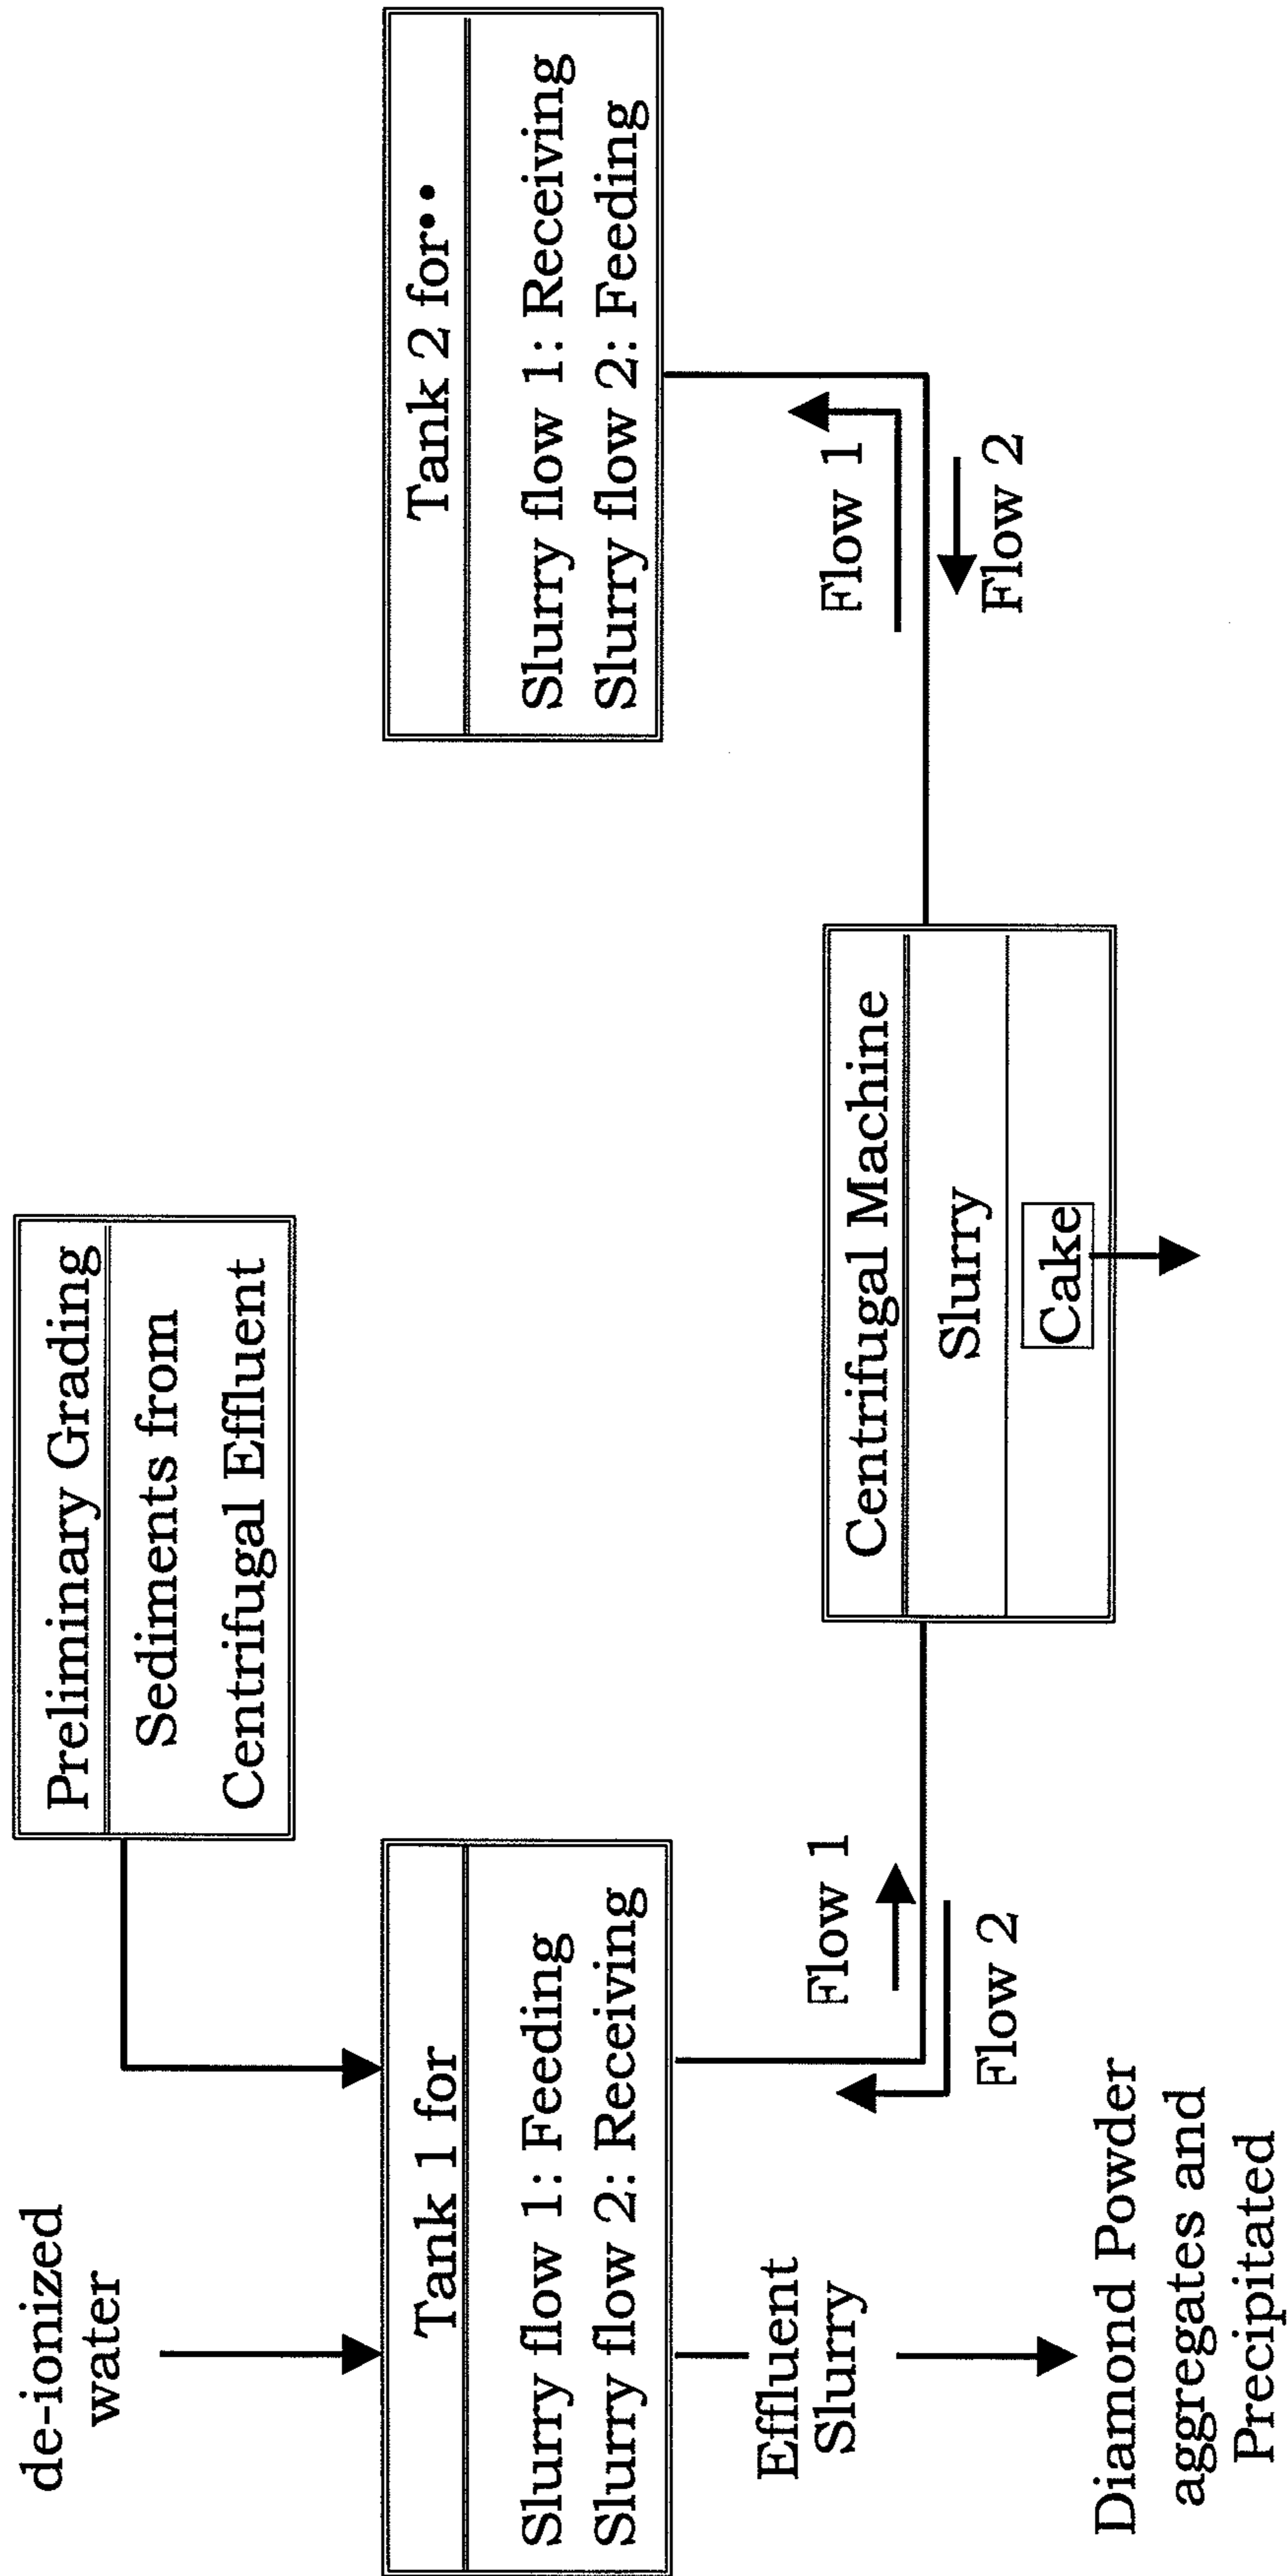 de-ionized
water
Preliminary Grading
Sediments from
Centrifugal Effluent
Tank 1 for
Slurry flow 1: Feeding
Slurry flow 2: Receiving
Tank 2 for••
Slurry flow 1: Receiving
Slurry flow 2: Feeding
Effluent
Slurry
Flow 1
Flow 2
Centrifugal Machine
Slurry
Cake
Flow 1
Flow 2
Diamond Powder
aggregates and
Precipitated